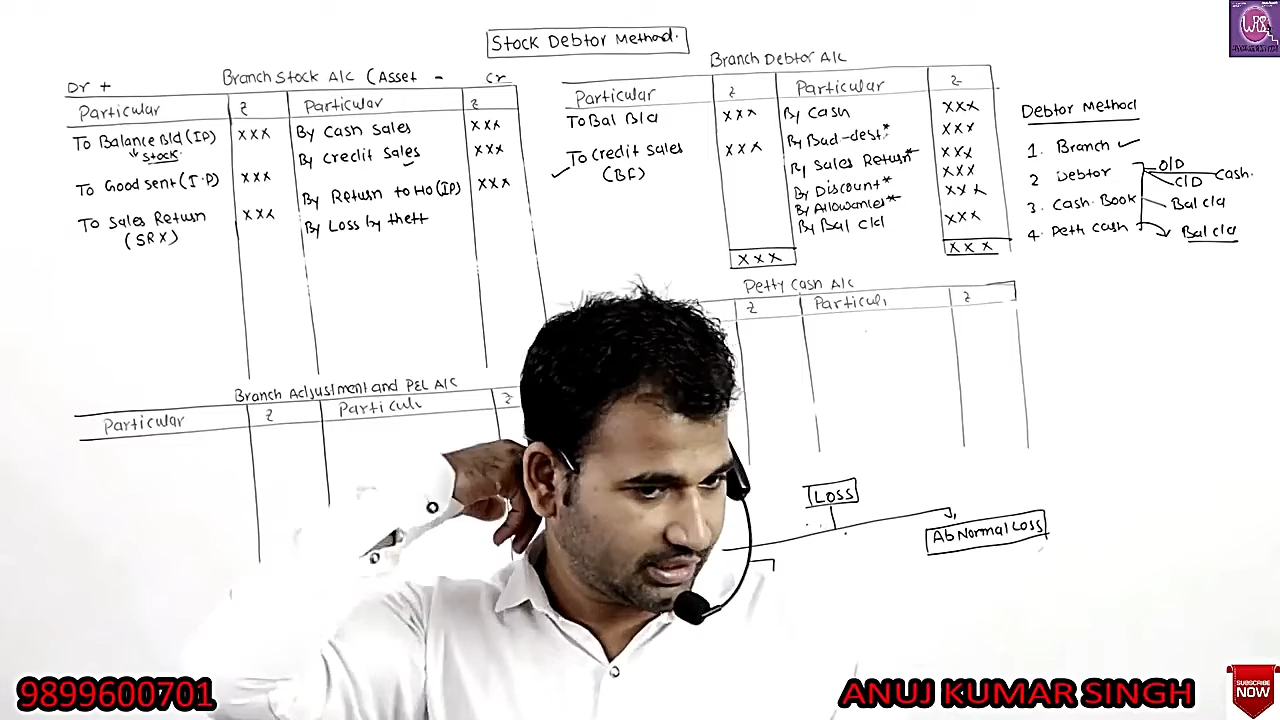 Stock Debtor Method.
Dr + Branch Stock A/C (Asset - Cr
Particular ₹ Particular ₹
To Balance B/d (IP) xxx By Cash Sales xxx
↓ Stock.
By Credit Sales xxx
To Good sent (I.P) xxx By Return to Ho (IP) xxx
To Sales Return xxx By Loss by theft
(SRX)
Branch Debtor A/C
Particular ₹ Particular ₹
To Bal B/d xxx By Cash xxx
By Bad-dest* xxx
To Credit Sales xxx By Sales Return* xxx
(BF)
By Discount* xxx
By Allowances* xxx
By Bal C/d xxx
xxx xxx
Debtor Method
1. Branch ✓
2 Debtor O/D
C/D Cash.
3. Cash Book Bal c/d
4. Petty Cash Bal c/d
Petty Cash A/C
₹ Particul ₹
Branch Adjustment and P&L A/C
Particular ₹ Particul ₹
Loss
Ab Normal Loss
9899600701
ANUJ KUMAR SINGH
SUBSCRIBE
NOW